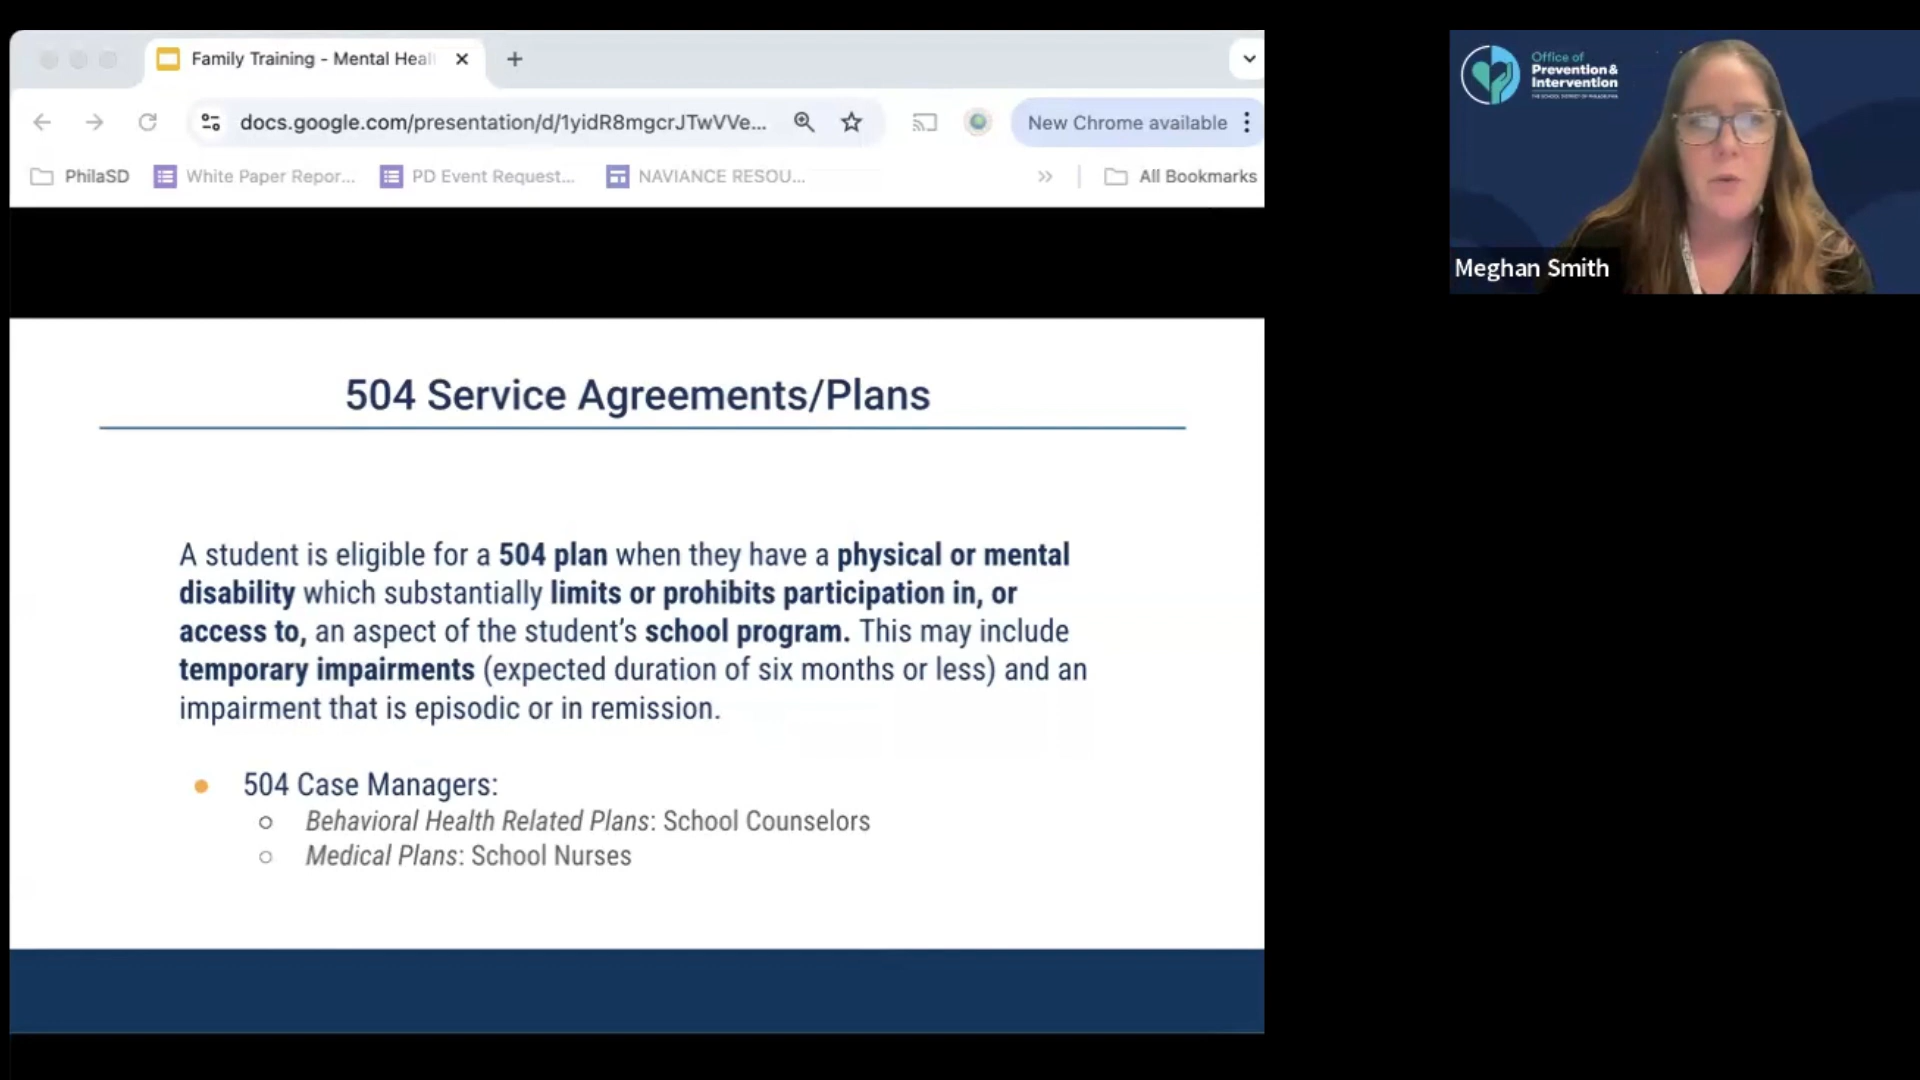 Family Training - Mental Heal
docs.google.com/presentation/d/1yidR8mgcrJTwVVe...
New Chrome available
PhilaSD
White Paper Repor...
PD Event Request...
NAVIANCE RESOU...
All Bookmarks
504 Service Agreements/Plans
A student is eligible for a 504 plan when they have a physical or mental
disability which substantially limits or prohibits participation in, or
access to, an aspect of the student’s school program. This may include
temporary impairments (expected duration of six months or less) and an
impairment that is episodic or in remission.
504 Case Managers:
Behavioral Health Related Plans: School Counselors
Medical Plans: School Nurses
Office of
Prevention &
Intervention
THE SCHOOL DISTRICT OF PHILADELPHIA
Meghan Smith